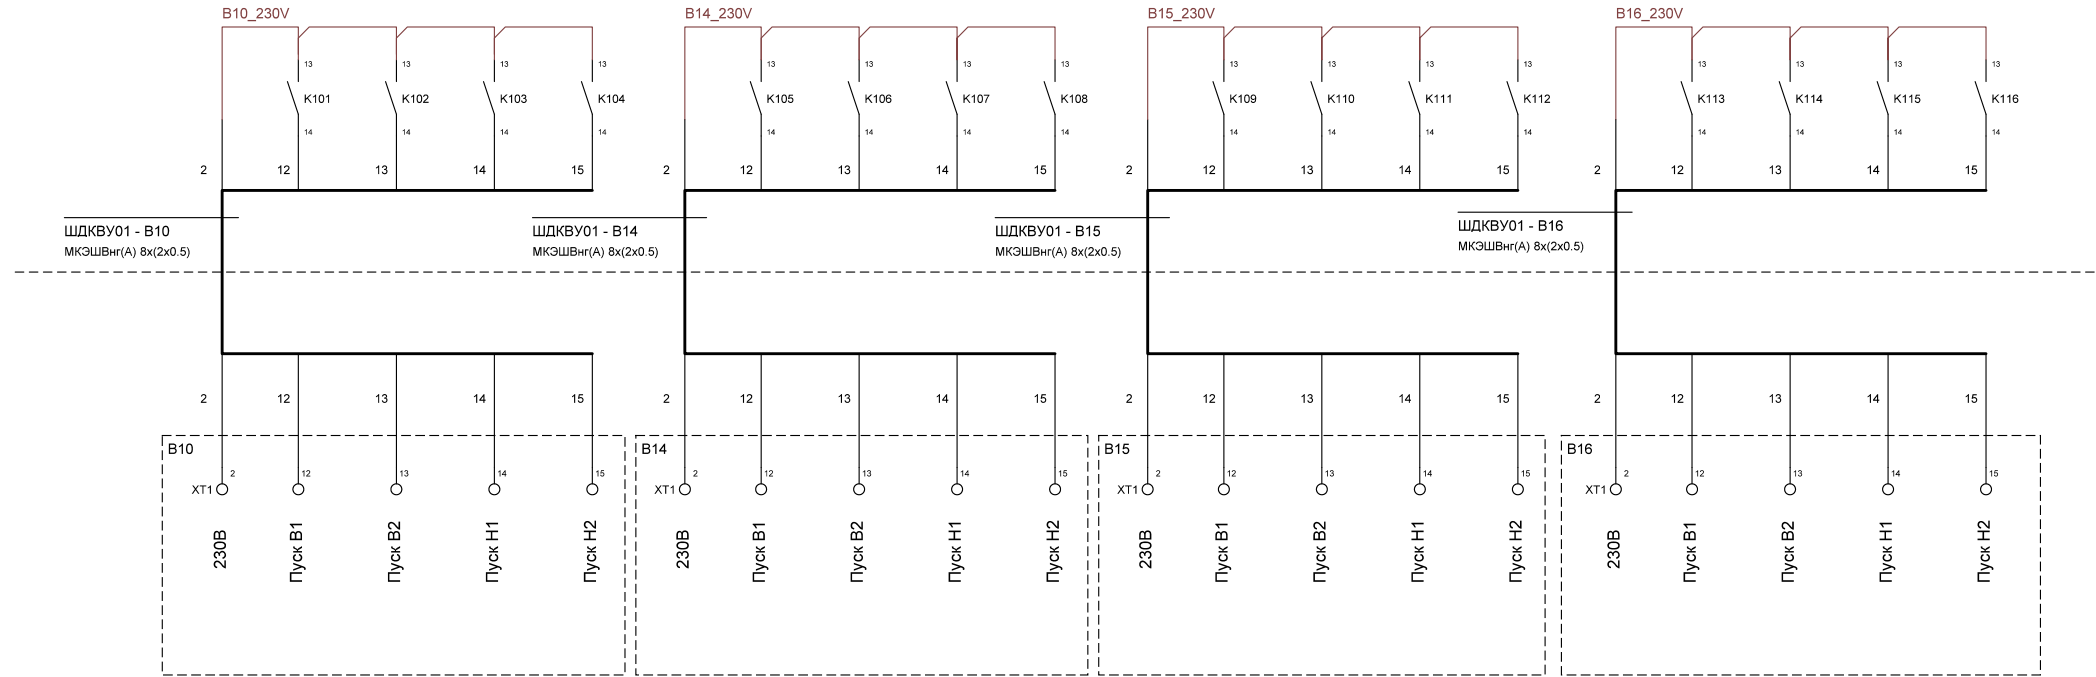 B10_230V B14_230V B15_230V B16_230V
13 13 13 13 13 13 13 13 13 13 13 13 13 13 13 13
K101 K102 K103 K104 K105 K106 K107 K108 K109 K110 K111 K112 K113 K114 K115 K116
14 14 14 14 14 14 14 14 14 14 14 14 14 14 14 14
2 12 13 14 15 2 12 13 14 15 2 12 13 14 15 2 12 13 14 15
ШДКВУ01 - В10 ШДКВУ01 - В14 ШДКВУ01 - В15 ШДКВУ01 - В16
МКЭШВнг(А) 8х(2х0.5) МКЭШВнг(А) 8х(2х0.5) МКЭШВнг(А) 8х(2х0.5) МКЭШВнг(А) 8х(2х0.5)
2 12 13 14 15 2 12 13 14 15 2 12 13 14 15 2 12 13 14 15
В10 В14 В15 В16
2 12 13 14 15 2 12 13 14 15 2 12 13 14 15 2 12 13 14 15
XT1 XT1 XT1 XT1
230В Пуск В1 Пуск В2 Пуск Н1 Пуск Н2 230В Пуск В1 Пуск В2 Пуск Н1 Пуск Н2 230В Пуск В1 Пуск В2 Пуск Н1 Пуск Н2 230В Пуск В1 Пуск В2 Пуск Н1 Пуск Н2